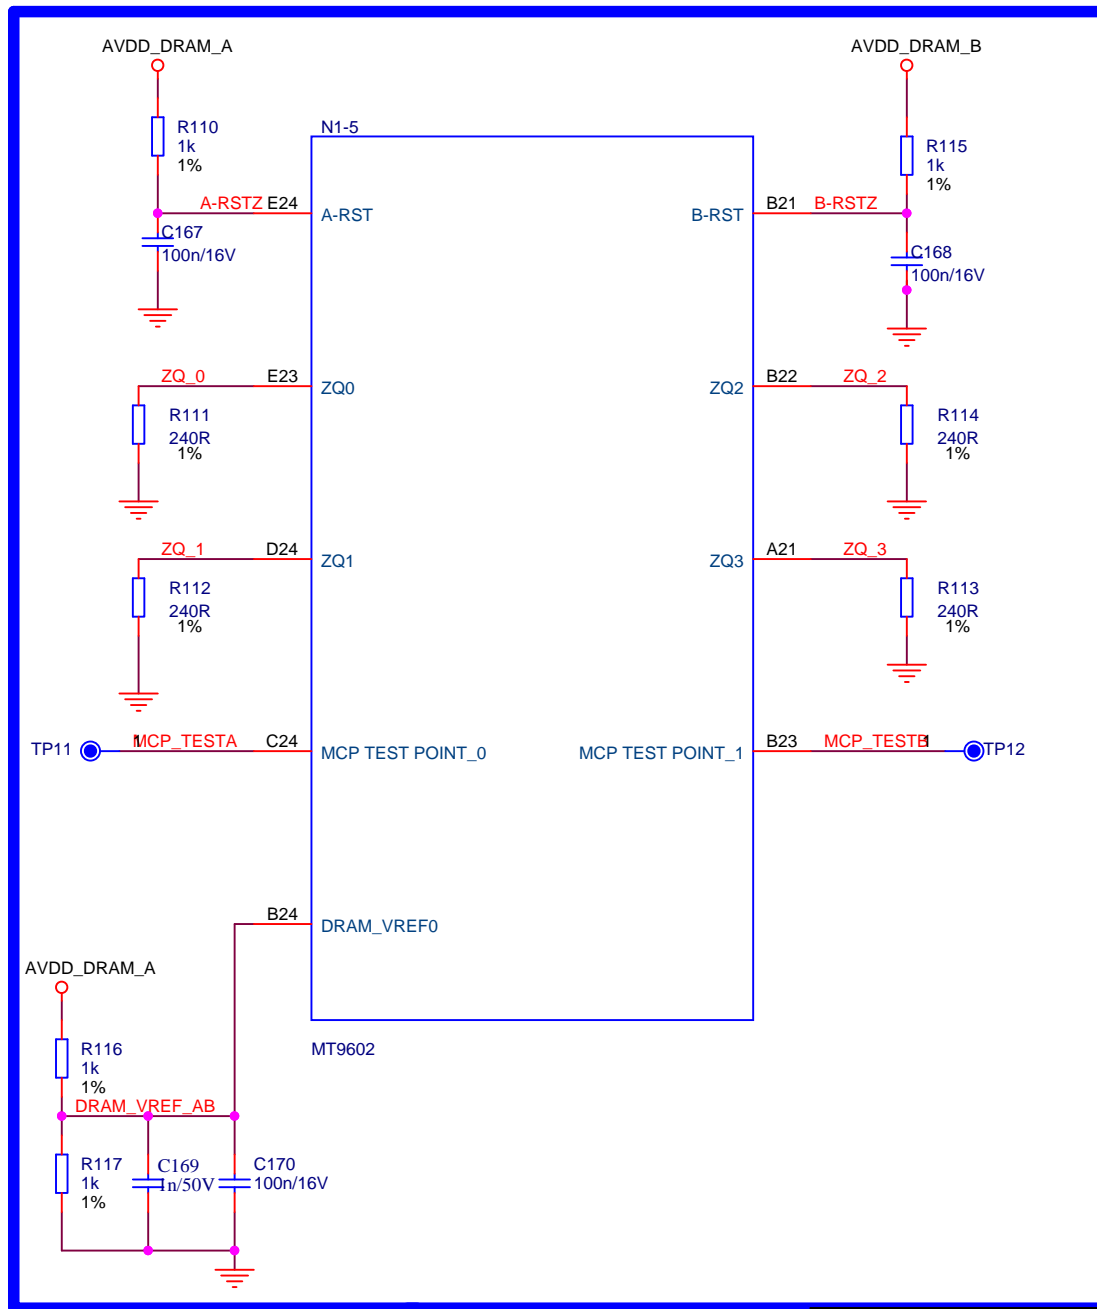 AVDD_DRAM_A
AVDD_DRAM_B
R110
1k
1%
N1-5
R115
1k
1%
A-RSTZ E24
A-RST
B-RST
B21 B-RSTZ
C167
100n/16V
C168
100n/16V
ZQ_0
E23
ZQ0
ZQ2
B22
ZQ_2
R111
240R
1%
R114
240R
1%
ZQ_1
D24
ZQ1
ZQ3
A21
ZQ_3
R112
240R
1%
R113
240R
1%
TP11
1
MCP_TESTA
C24
MCP TEST POINT_0
MCP TEST POINT_1
B23
MCP_TESTB
1
TP12
B24
DRAM_VREF0
AVDD_DRAM_A
R116
1k
1%
MT9602
DRAM_VREF_AB
R117
1k
1%
C169
1n/50V
C170
100n/16V